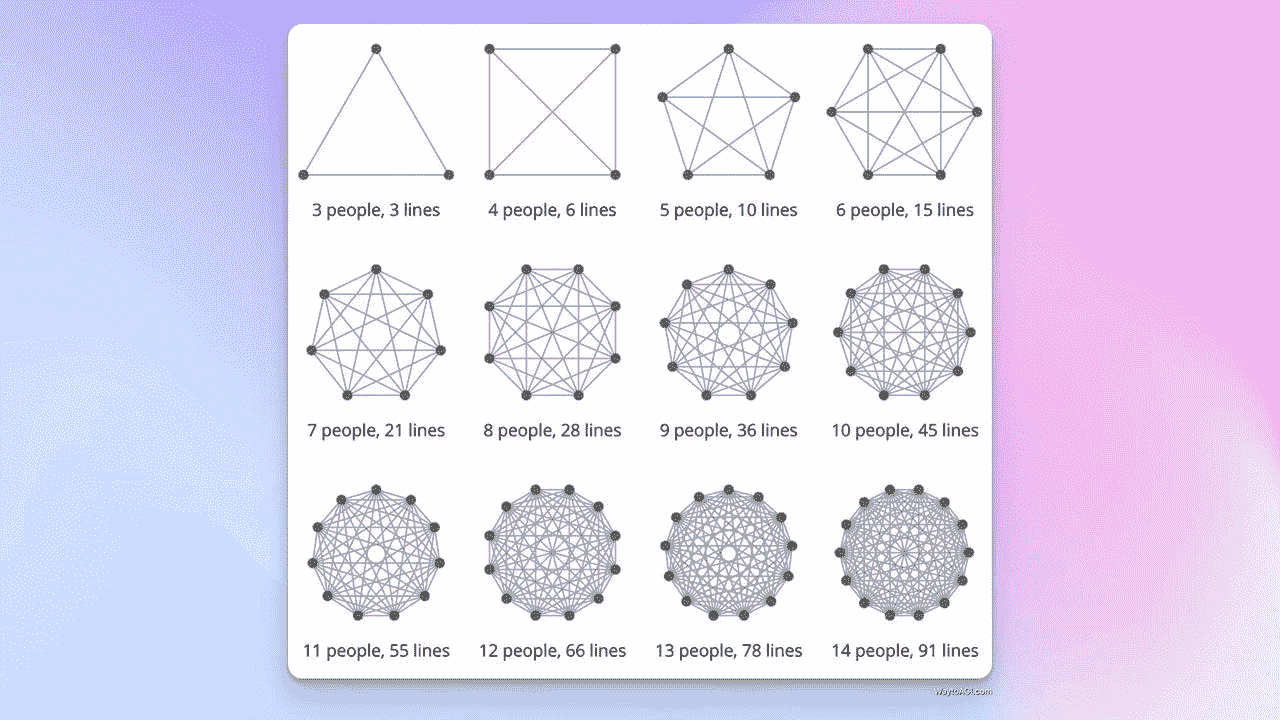 3 people, 3 lines
4 people, 6 lines
5 people, 10 lines
6 people, 15 lines
7 people, 21 lines
8 people, 28 lines
9 people, 36 lines
10 people, 45 lines
11 people, 55 lines
12 people, 66 lines
13 people, 78 lines
14 people, 91 lines
WaytoAGI.com